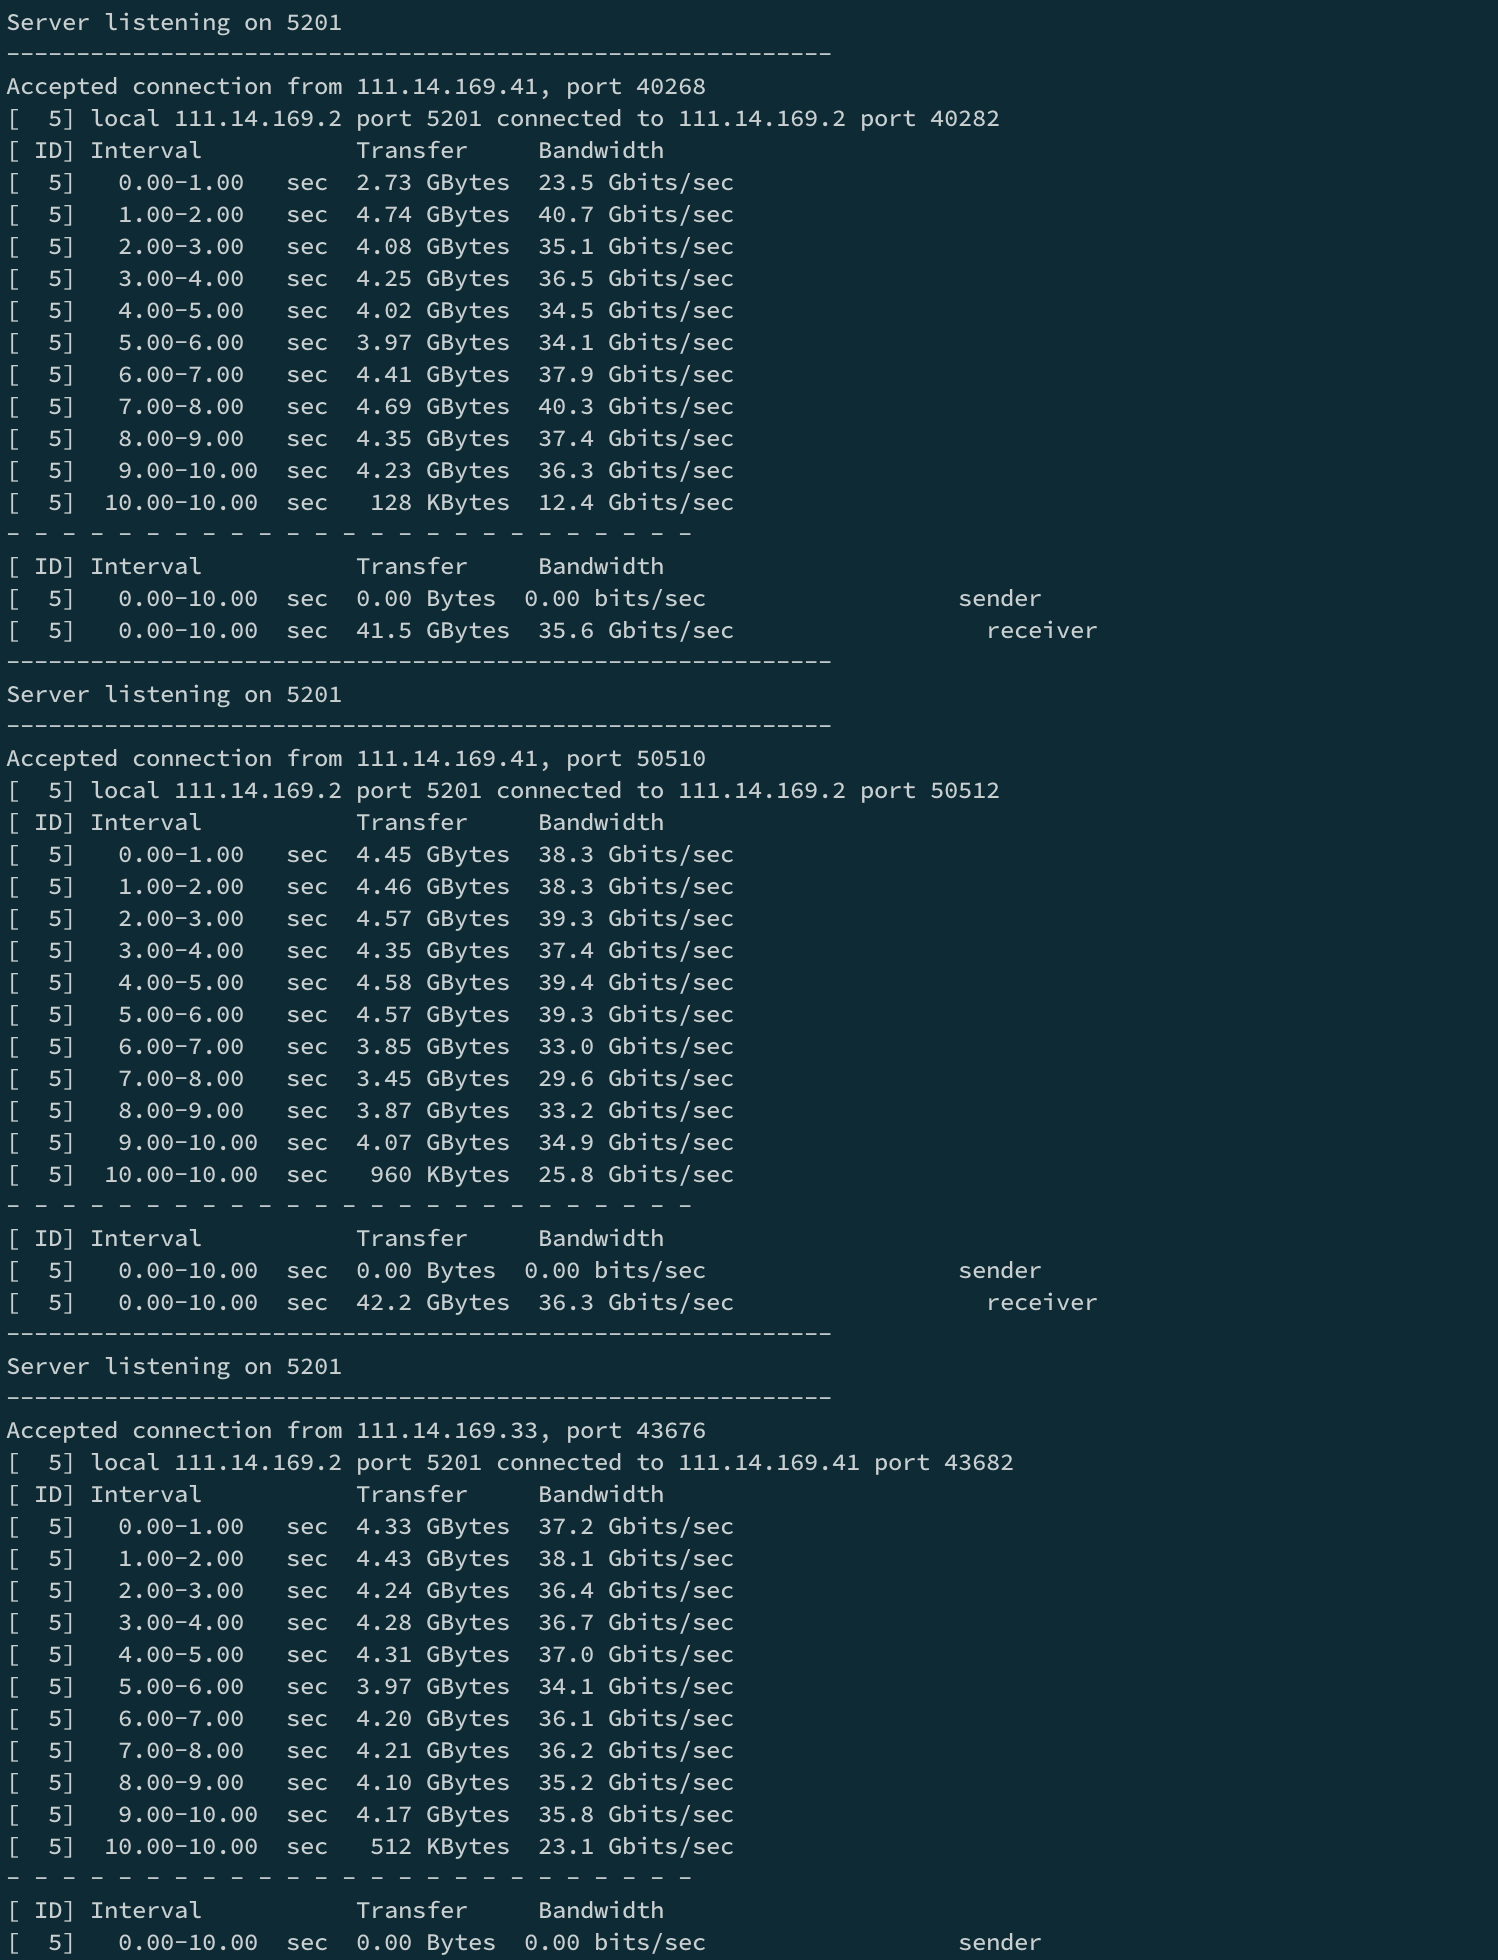 Server listening on 5201
-----------------------------------------------------------
Accepted connection from 111.14.169.41, port 40268
[  5] local 111.14.169.2 port 5201 connected to 111.14.169.2 port 40282
[ ID] Interval           Transfer     Bandwidth
[  5]   0.00-1.00   sec  2.73 GBytes  23.5 Gbits/sec
[  5]   1.00-2.00   sec  4.74 GBytes  40.7 Gbits/sec
[  5]   2.00-3.00   sec  4.08 GBytes  35.1 Gbits/sec
[  5]   3.00-4.00   sec  4.25 GBytes  36.5 Gbits/sec
[  5]   4.00-5.00   sec  4.02 GBytes  34.5 Gbits/sec
[  5]   5.00-6.00   sec  3.97 GBytes  34.1 Gbits/sec
[  5]   6.00-7.00   sec  4.41 GBytes  37.9 Gbits/sec
[  5]   7.00-8.00   sec  4.69 GBytes  40.3 Gbits/sec
[  5]   8.00-9.00   sec  4.35 GBytes  37.4 Gbits/sec
[  5]   9.00-10.00  sec  4.23 GBytes  36.3 Gbits/sec
[  5]  10.00-10.00  sec   128 KBytes  12.4 Gbits/sec
- - - - - - - - - - - - - - - - - - - - - - - - -
[ ID] Interval           Transfer     Bandwidth
[  5]   0.00-10.00  sec  0.00 Bytes  0.00 bits/sec                  sender
[  5]   0.00-10.00  sec  41.5 GBytes  35.6 Gbits/sec                  receiver
-----------------------------------------------------------
Server listening on 5201
-----------------------------------------------------------
Accepted connection from 111.14.169.41, port 50510
[  5] local 111.14.169.2 port 5201 connected to 111.14.169.2 port 50512
[ ID] Interval           Transfer     Bandwidth
[  5]   0.00-1.00   sec  4.45 GBytes  38.3 Gbits/sec
[  5]   1.00-2.00   sec  4.46 GBytes  38.3 Gbits/sec
[  5]   2.00-3.00   sec  4.57 GBytes  39.3 Gbits/sec
[  5]   3.00-4.00   sec  4.35 GBytes  37.4 Gbits/sec
[  5]   4.00-5.00   sec  4.58 GBytes  39.4 Gbits/sec
[  5]   5.00-6.00   sec  4.57 GBytes  39.3 Gbits/sec
[  5]   6.00-7.00   sec  3.85 GBytes  33.0 Gbits/sec
[  5]   7.00-8.00   sec  3.45 GBytes  29.6 Gbits/sec
[  5]   8.00-9.00   sec  3.87 GBytes  33.2 Gbits/sec
[  5]   9.00-10.00  sec  4.07 GBytes  34.9 Gbits/sec
[  5]  10.00-10.00  sec   960 KBytes  25.8 Gbits/sec
- - - - - - - - - - - - - - - - - - - - - - - - -
[ ID] Interval           Transfer     Bandwidth
[  5]   0.00-10.00  sec  0.00 Bytes  0.00 bits/sec                  sender
[  5]   0.00-10.00  sec  42.2 GBytes  36.3 Gbits/sec                  receiver
-----------------------------------------------------------
Server listening on 5201
-----------------------------------------------------------
Accepted connection from 111.14.169.33, port 43676
[  5] local 111.14.169.2 port 5201 connected to 111.14.169.41 port 43682
[ ID] Interval           Transfer     Bandwidth
[  5]   0.00-1.00   sec  4.33 GBytes  37.2 Gbits/sec
[  5]   1.00-2.00   sec  4.43 GBytes  38.1 Gbits/sec
[  5]   2.00-3.00   sec  4.24 GBytes  36.4 Gbits/sec
[  5]   3.00-4.00   sec  4.28 GBytes  36.7 Gbits/sec
[  5]   4.00-5.00   sec  4.31 GBytes  37.0 Gbits/sec
[  5]   5.00-6.00   sec  3.97 GBytes  34.1 Gbits/sec
[  5]   6.00-7.00   sec  4.20 GBytes  36.1 Gbits/sec
[  5]   7.00-8.00   sec  4.21 GBytes  36.2 Gbits/sec
[  5]   8.00-9.00   sec  4.10 GBytes  35.2 Gbits/sec
[  5]   9.00-10.00  sec  4.17 GBytes  35.8 Gbits/sec
[  5]  10.00-10.00  sec   512 KBytes  23.1 Gbits/sec
- - - - - - - - - - - - - - - - - - - - - - - - -
[ ID] Interval           Transfer     Bandwidth
[  5]   0.00-10.00  sec  0.00 Bytes  0.00 bits/sec                  sender